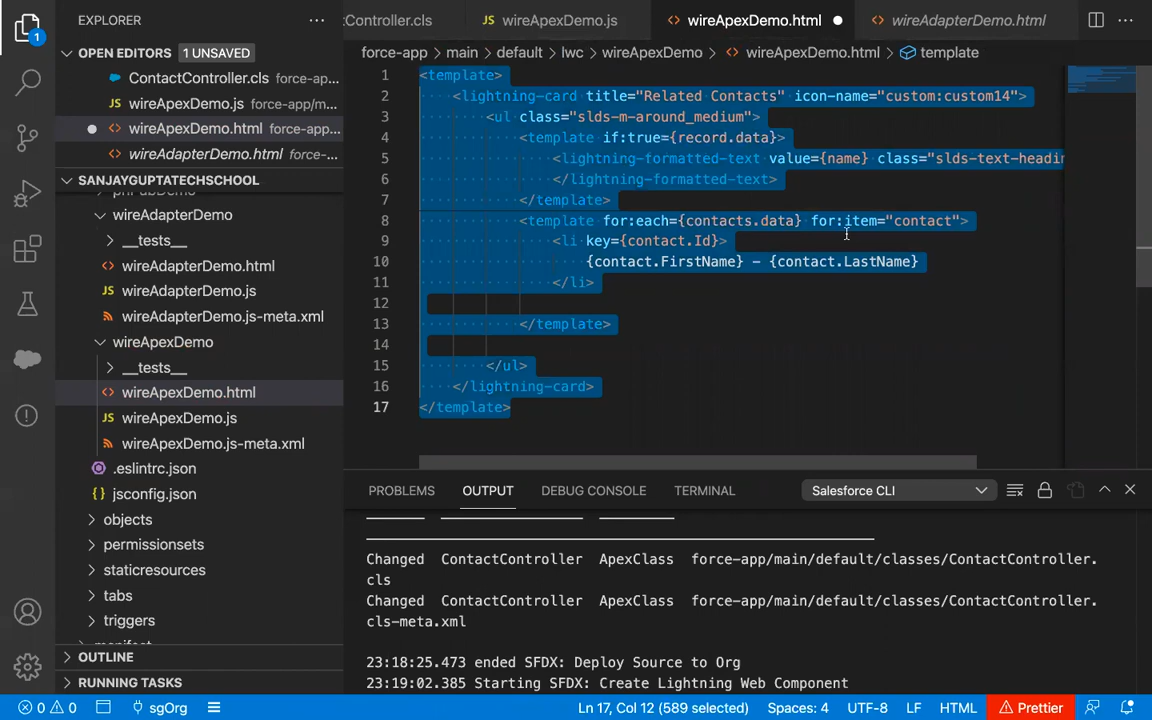 EXPLORER
OPEN EDITORS 1 UNSAVED
ContactController.cls force-ap...
wireApexDemo.js force-app/m...
wireApexDemo.html force-app...
wireAdapterDemo.html force-...
SANJAYGUPTATECHSCHOOL
wireAdapterDemo
__tests__
wireAdapterDemo.html
wireAdapterDemo.js
wireAdapterDemo.js-meta.xml
wireApexDemo
__tests__
wireApexDemo.html
wireApexDemo.js
wireApexDemo.js-meta.xml
.eslintrc.json
jsconfig.json
objects
permissionsets
staticresources
tabs
triggers
OUTLINE
RUNNING TASKS
tController.cls wireApexDemo.js wireApexDemo.html wireAdapterDemo.html
force-app > main > default > lwc > wireApexDemo > wireApexDemo.html > template
1 <template>
2 <lightning-card title="Related Contacts" icon-name="custom:custom14">
3 <ul class="slds-m-around_medium">
4 <template if:true={record.data}>
5 <lightning-formatted-text value={name} class="slds-text-headin
6 </lightning-formatted-text>
7 </template>
8 <template for:each={contacts.data} for:item="contact">
9 <li key={contact.Id}>
10 {contact.FirstName} - {contact.LastName}
11 </li>
12
13 </template>
14
15 </ul>
16 </lightning-card>
17 </template>
PROBLEMS OUTPUT DEBUG CONSOLE TERMINAL Salesforce CLI
Changed ContactController ApexClass force-app/main/default/classes/ContactController.
cls
Changed ContactController ApexClass force-app/main/default/classes/ContactController.
cls-meta.xml
23:18:25.473 ended SFDX: Deploy Source to Org
23:19:02.385 Starting SFDX: Create Lightning Web Component
0 0 sgOrg Ln 17, Col 12 (589 selected) Spaces: 4 UTF-8 LF HTML Prettier
1